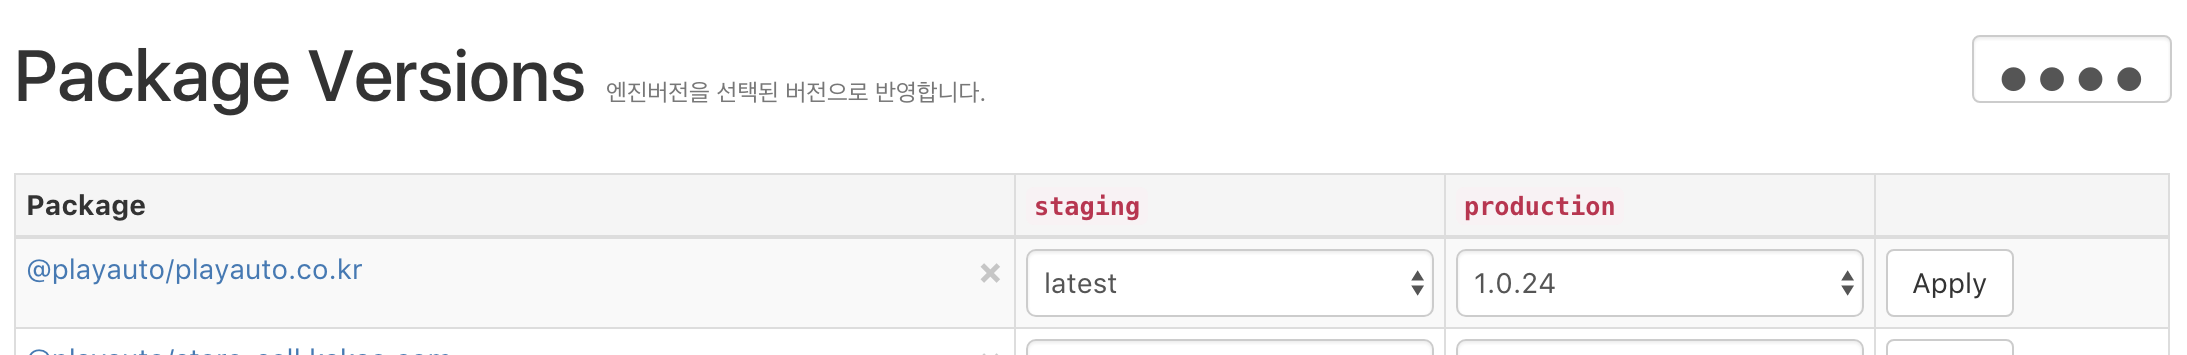 Package Versions 엔진버전을 선택된 버전으로 반영합니다.
Package staging production
@playauto/playauto.co.kr × latest 1.0.24 Apply